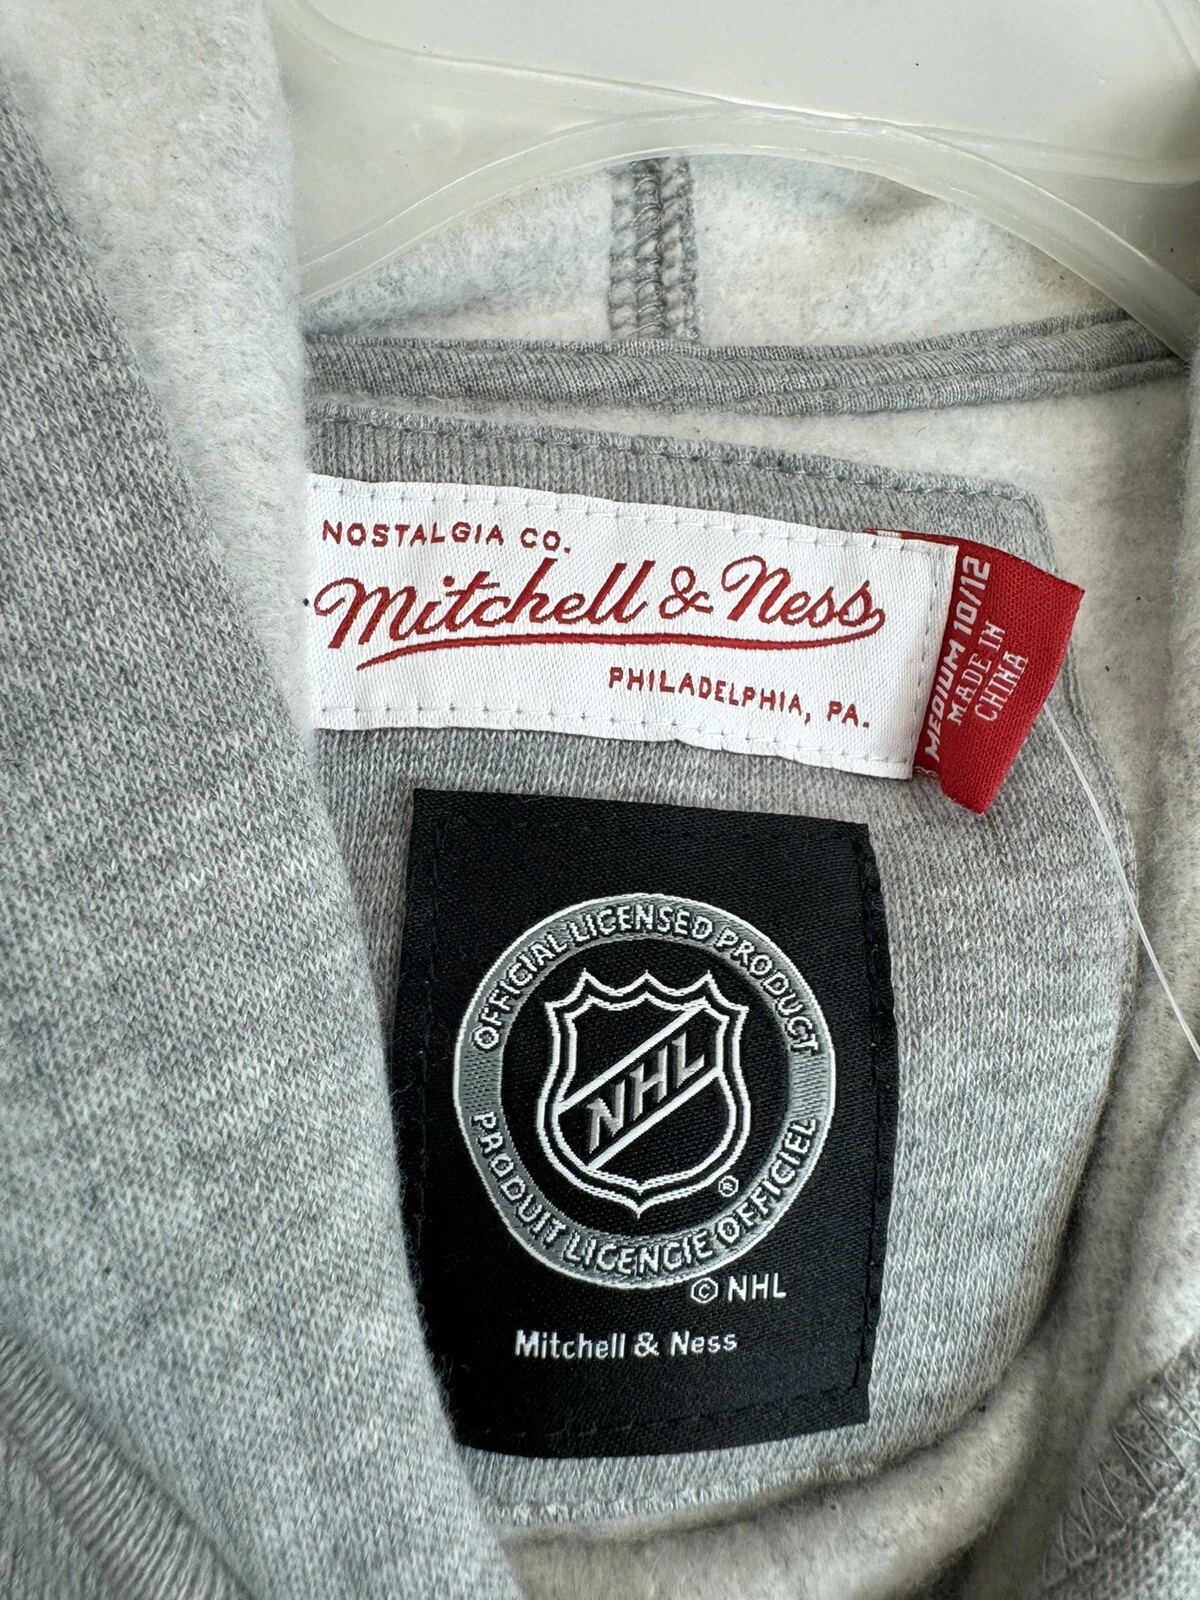 NOSTALGIA CO.
Mitchell & Ness
PHILADELPHIA, PA.
MEDIUM 10/12
MADE IN
CHINA
OFFICIAL LICENSED PRODUCT
NHL
®
PRODUIT LICENCIE OFFICIEL
© NHL
Mitchell & Ness